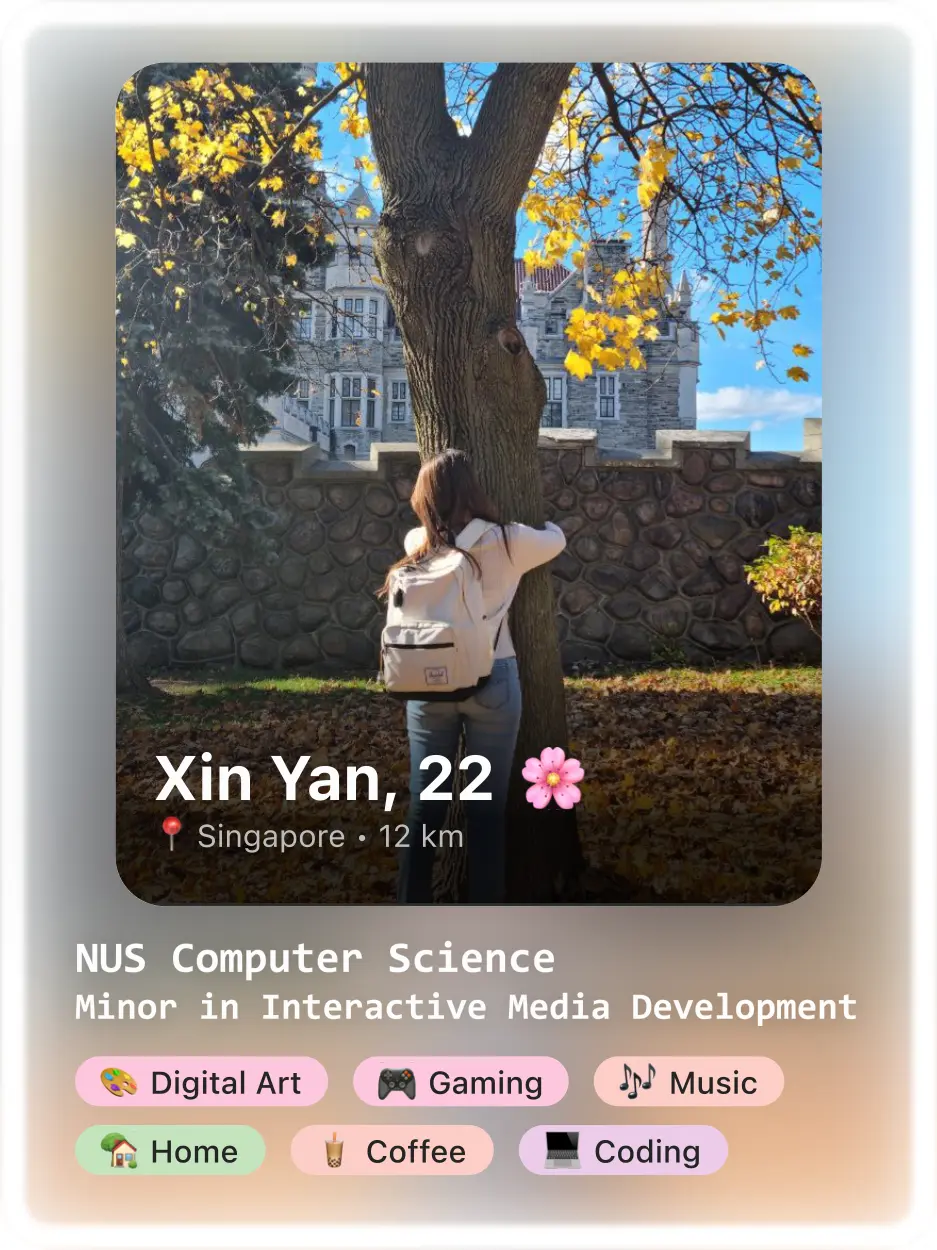 Xin Yan, 22 🌸
📍 Singapore • 12 km
NUS Computer Science
Minor in Interactive Media Development
🎨 Digital Art 🎮 Gaming 🎶 Music
🏡 Home 🧋 Coffee 💻 Coding